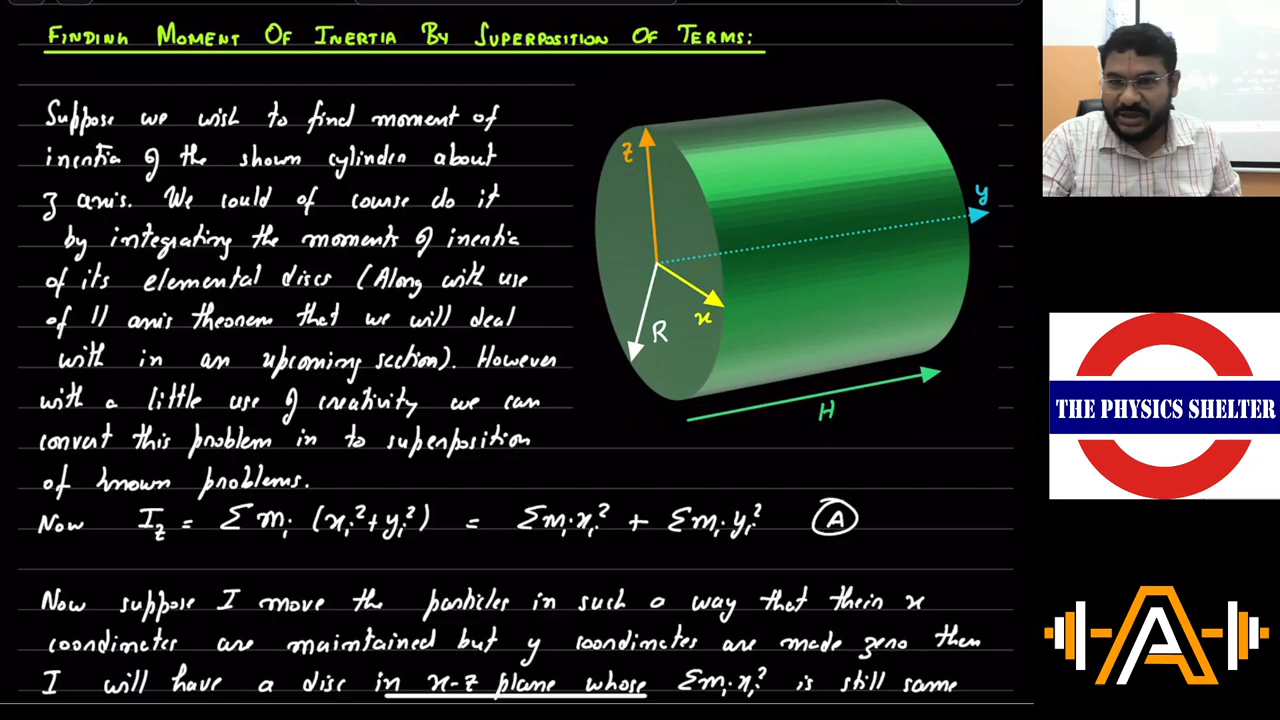 FINDING MOMENT OF INERTIA BY SUPERPOSITION OF TERMS:
Suppose we wish to find moment of
inertia of the shown cylinder about
z axis. We could of course do it
by integrating the moments of inertia
of its elemental discs (Along with use
of || axis theorem that we will deal
with in an upcoming section). However
with a little use of creativity we can
convert this problem in to superposition
of known problems.
Now I_z = Σ m_i (x_i² + y_i²) = Σ m_i x_i² + Σ m_i y_i² (A)
Now suppose I move the particles in such a way that their x
coordinates are maintained but y coordinates are made zero then
I will have a disc in x-z plane whose Σ m_i x_i² is still same
z
y
x
R
H
THE PHYSICS SHELTER
A